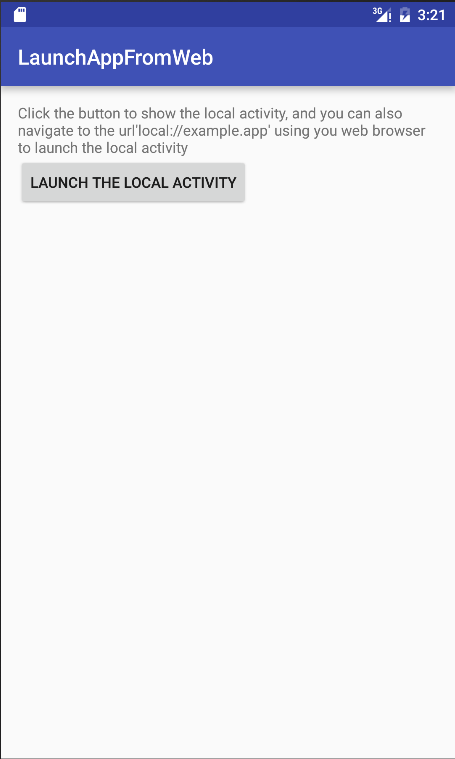 3G 3:21
LaunchAppFromWeb
Click the button to show the local activity, and you can also
navigate to the url'local://example.app' using you web browser
to launch the local activity
LAUNCH THE LOCAL ACTIVITY